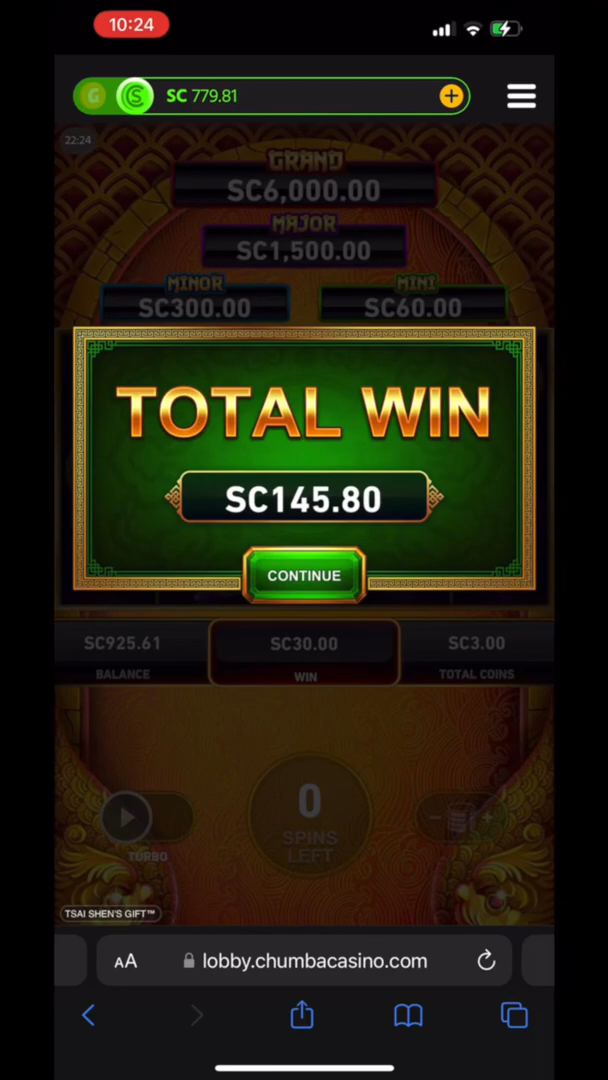 10:24
G S SC 779.81 +
22:24
GRAND
SC6,000.00
MAJOR
SC1,500.00
MINOR MINI
SC300.00 SC60.00
TOTAL WIN
SC145.80
CONTINUE
SC925.61 SC30.00 SC3.00
BALANCE WIN TOTAL COINS
0
SPINS
LEFT
- +
TURBO
TSAI SHEN'S GIFT™
AA lobby.chumbacasino.com